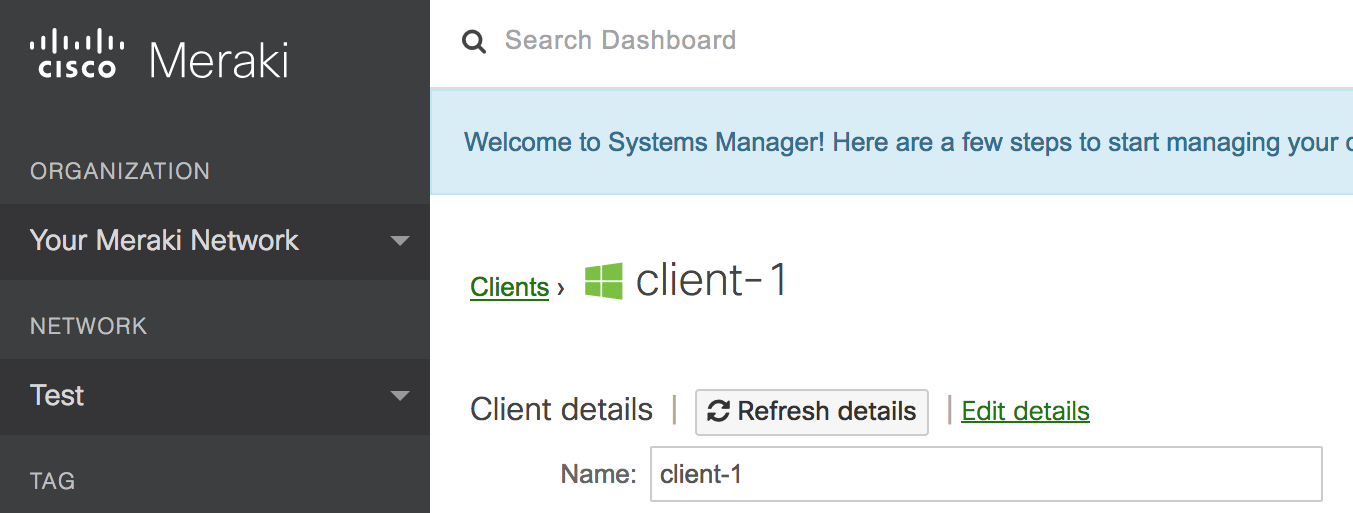 cisco Meraki
ORGANIZATION
Your Meraki Network
NETWORK
Test
TAG
Search Dashboard
Welcome to Systems Manager! Here are a few steps to start managing your
Clients › client-1
Client details | Refresh details | Edit details
Name: client-1